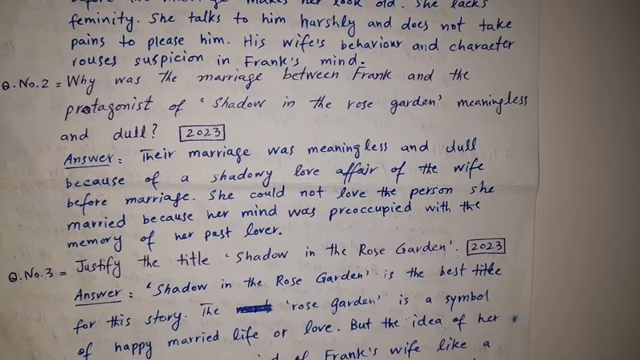 makes her look old. She lacks
feminity. She talks to him harshly and does not take
pains to please him. His wife's behaviour and character
rouses suspicion in Frank's mind.
Q.No.2 = Why was the marriage between Frank and the
protagonist of 'Shadow in the rose garden' meaningless
and dull? 2023
Answer: Their marriage was meaningless and dull
because of a shadowy love affair of the wife
before marriage. She could not love the person she
married because her mind was preoccupied with the
memory of her past lover.
Q.No.3 = Justify the title 'Shadow in the Rose Garden'. 2023
Answer: 'Shadow in the Rose Garden' is the best title
for this story. The 'rose garden' is a symbol
of happy married life or love. But the idea of her
of Frank's wife like a